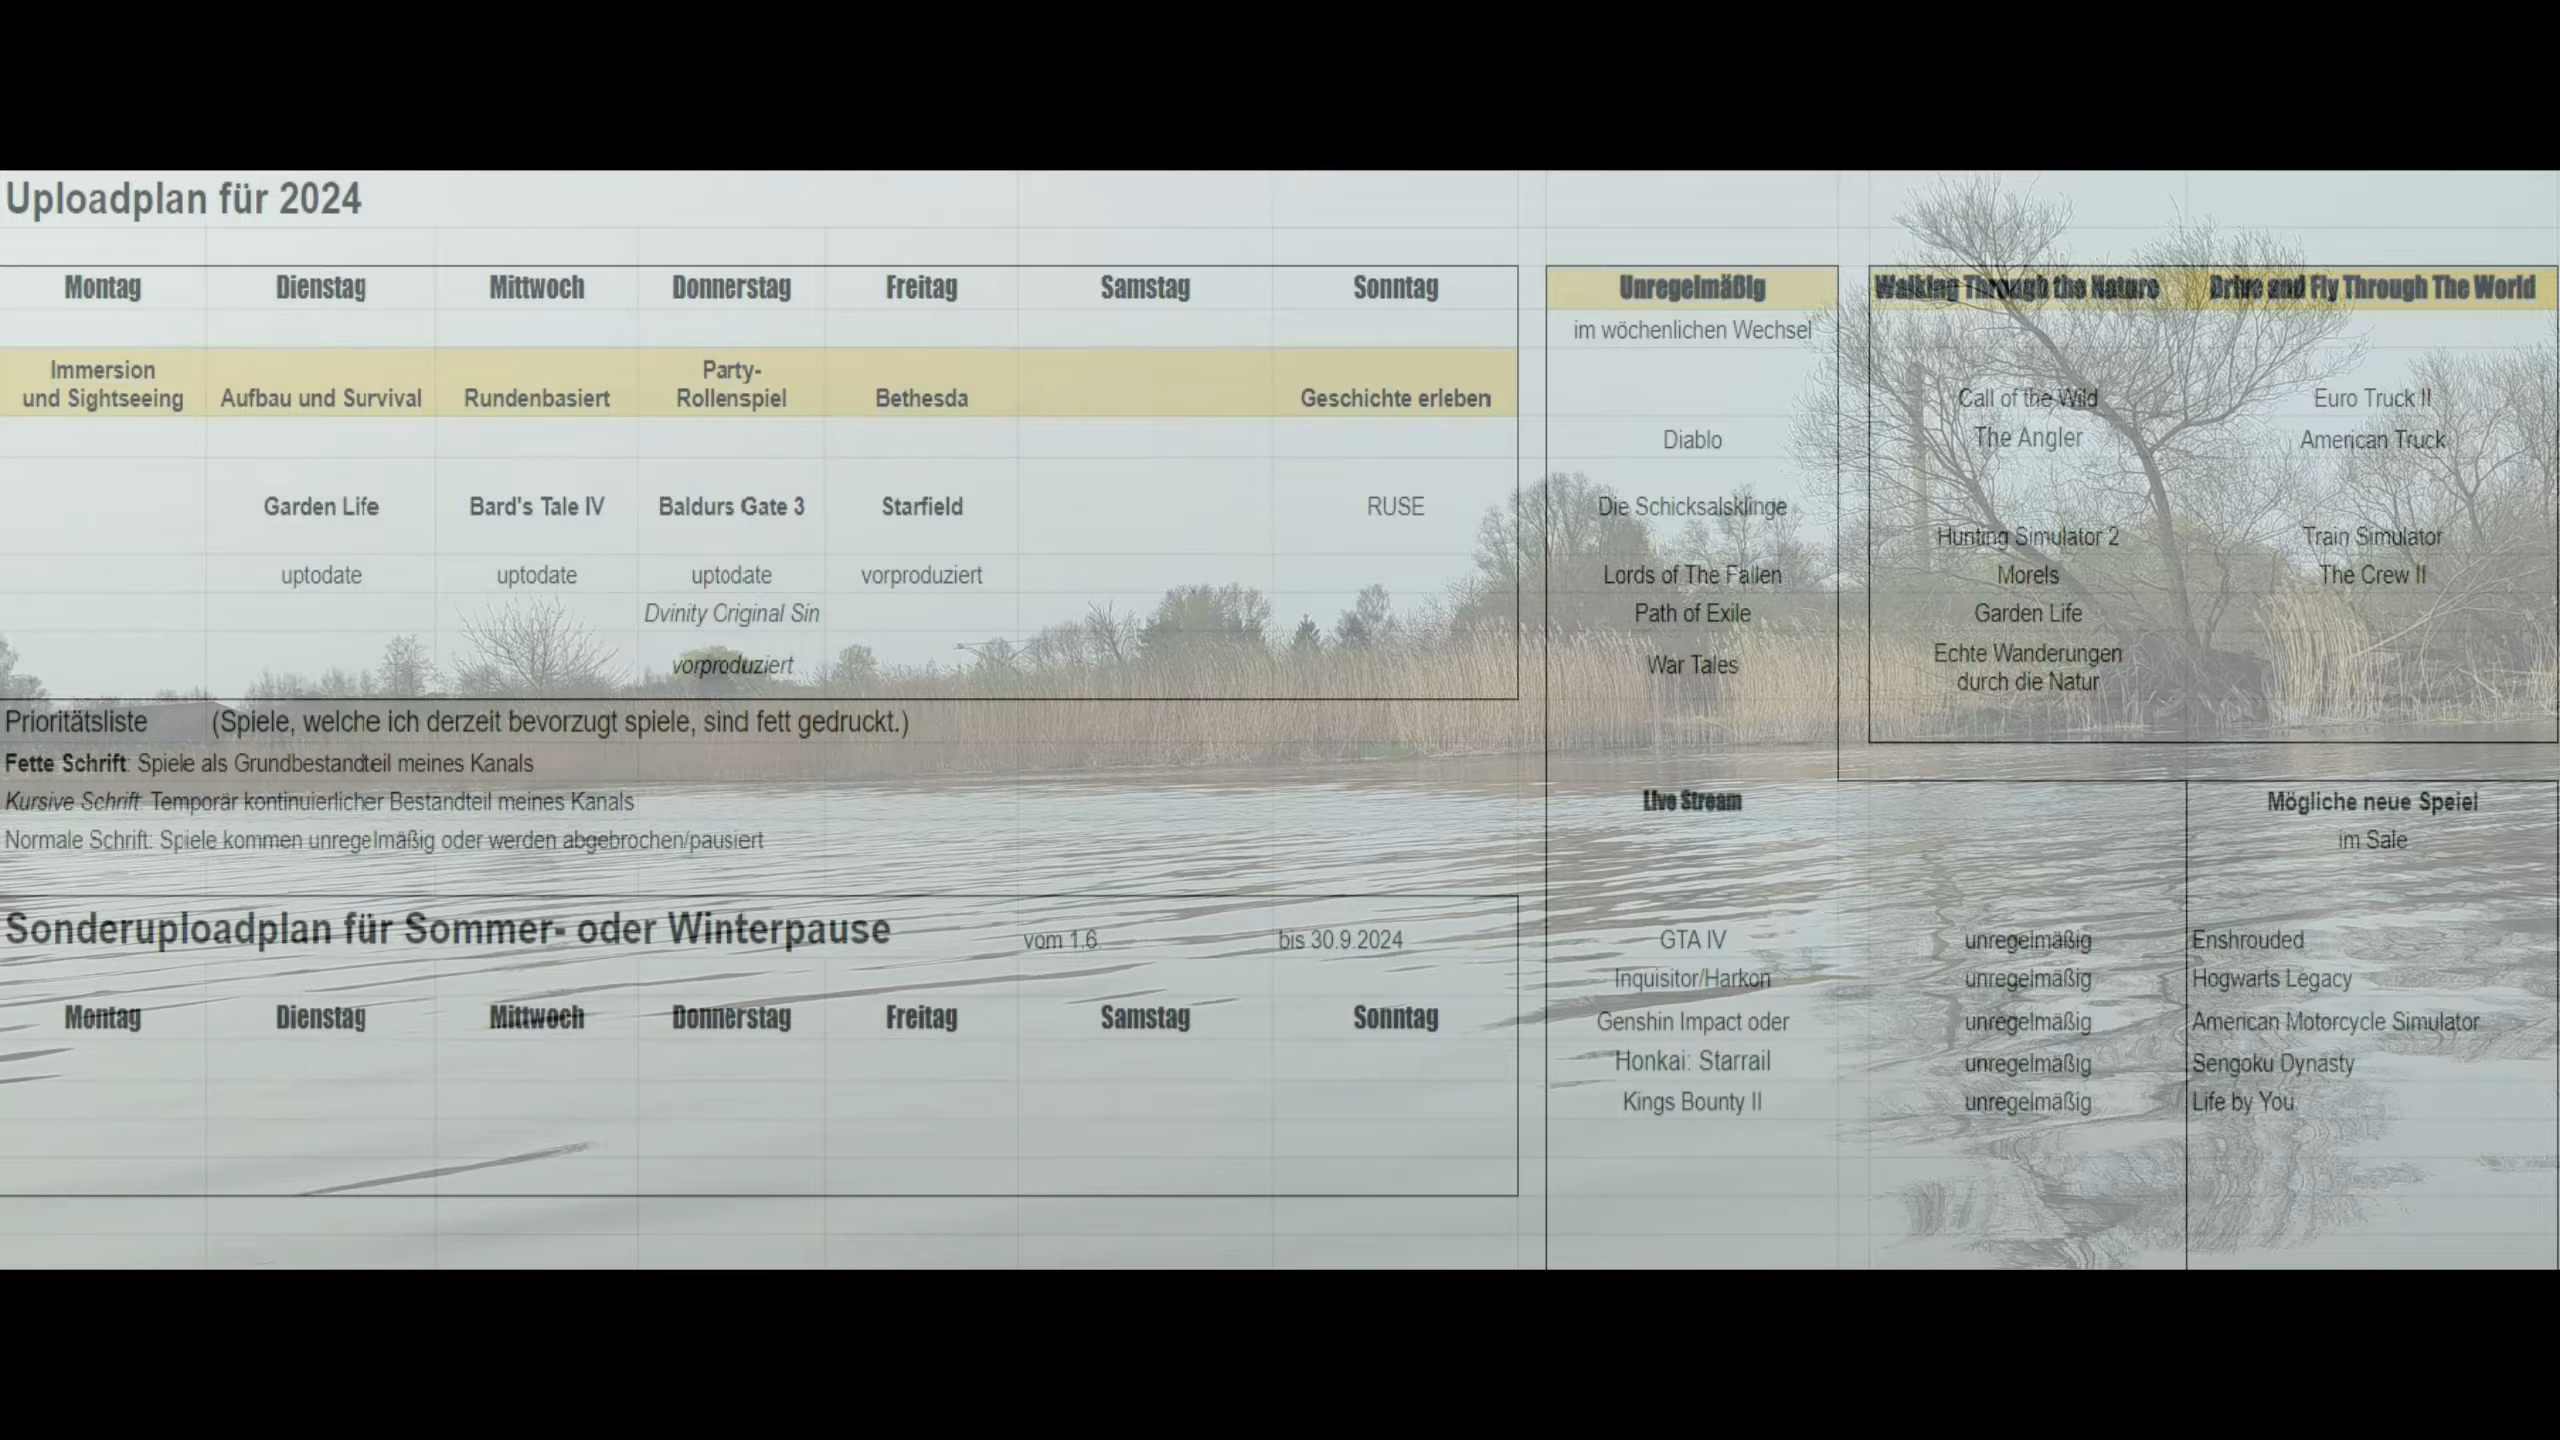 Uploadplan für 2024
Montag Dienstag Mittwoch Donnerstag Freitag Samstag Sonntag
Immersion und Sightseeing
Aufbau und Survival
Rundenbasiert
Party-
Rollenspiel
Bethesda
Geschichte erleben
Garden Life Bard's Tale IV Baldurs Gate 3 Starfield RUSE
uptodate uptodate uptodate vorproduziert
Dvinity Criginal Sin
vorproduziert
Prioritätsliste (Spiele, welche ich derzeit bevorzugt spiele, sind fett gedruckt.)
Fette Schrift: Spiele als Grundbestandteil meines Kanals
Kursive Schrift: Temporär kontinuierlicher Bestandteil meines Kanals
Normale Schrift: Spiele kommen unregelmäßig oder werden abgebrochen/pausiert
Sonderuploadplan für Sommer- oder Winterpause vom 1.6. bis 30.9.2024
Montag Dienstag Mittwoch Donnerstag Freitag Samstag Sonntag
Unregelmäßig
im wöchenlichen Wechsel
Diablo
Die Schicksalsklinge
Lords of The Fallen
Path of Exile
War Tales
Walking Through the Nature
Call of the Wild
The Angler
Hunting Simulator 2
Morels
Garden Life
Echte Wanderungen
durch die Natur
Drive and Fly Through The World
Euro Truck II
American Truck
Train Simulator
The Crew II
Live Stream
GTA IV unregelmäßig
Inquisitor/Harkon unregelmäßig
Genshin Impact oder unregelmäßig
Honkai: Starrail unregelmäßig
Kings Bounty II unregelmäßig
Mögliche neue Speiel
im Sale
Enshrouded
Hogwarts Legacy
American Motorcycle Simulator
Sengoku Dynasty
Life by You